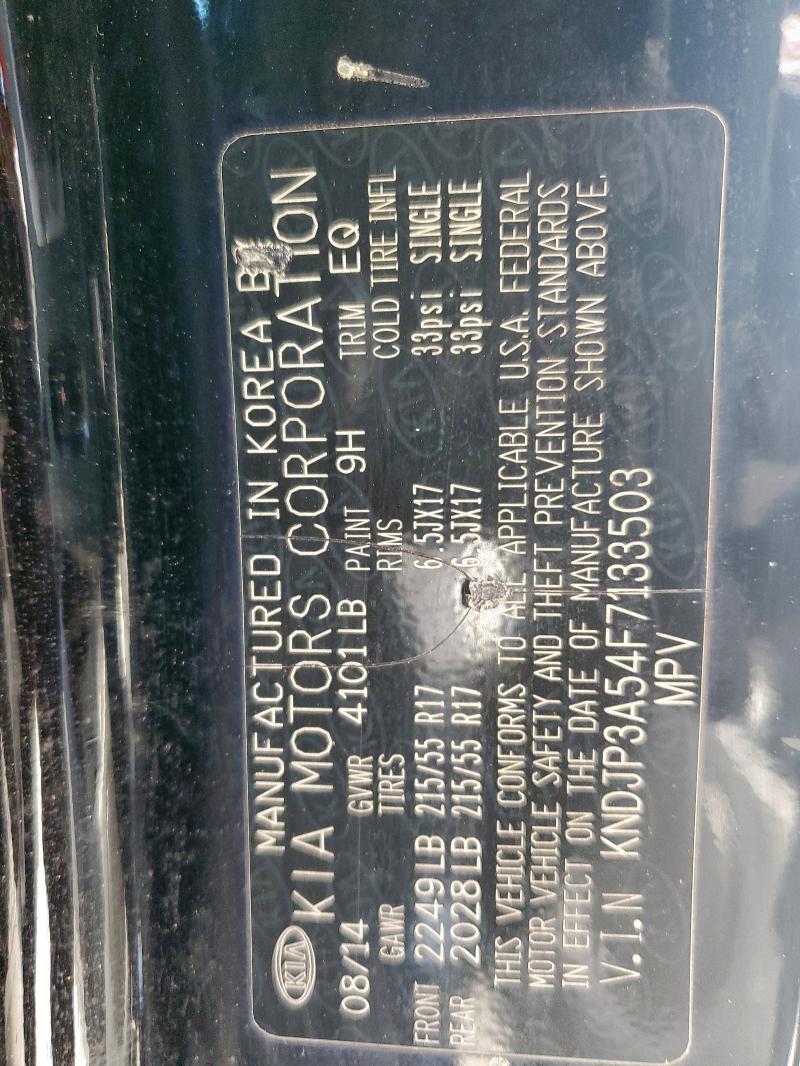 MANUFACTURED IN KOREA
KIA KIA MOTORS CORPORATION
08/14 GVWR 4101LB PAINT 9H TRIM EQ
GAWR TIRES RIMS COLD TIRE INFL
FRONT 2249LB 215/55 R17 6.5JX17 33psi SINGLE
REAR 2028LB 215/55 R17 6.5JX17 33psi SINGLE
THIS VEHICLE CONFORMS TO ALL APPLICABLE U.S.A. FEDERAL
MOTOR VEHICLE SAFETY AND THEFT PREVENTION STANDARDS
IN EFFECT ON THE DATE OF MANUFACTURE SHOWN ABOVE.
V.I.N KNDJP3A54F7133503
MPV